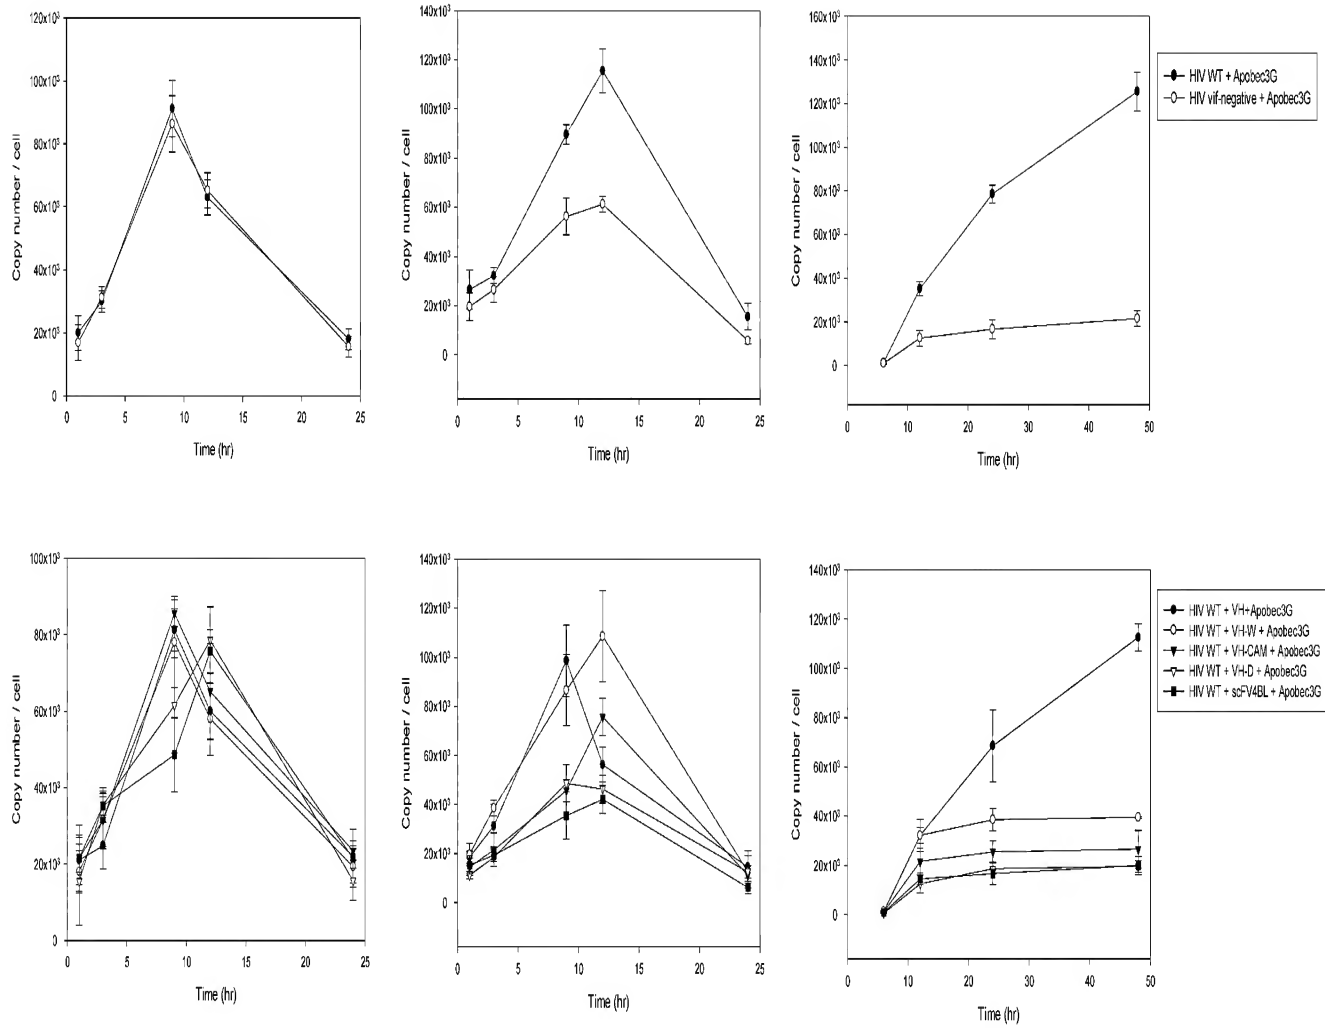 120x10³
100x10³
80x10³
60x10³
40x10³
20x10³
0
Copy number / cell
0 5 10 15 20 25
Time (hr)
140x10³
120x10³
100x10³
80x10³
60x10³
40x10³
20x10³
0
Copy number / cell
0 5 10 15 20 25
Time (hr)
160x10³
140x10³
120x10³
100x10³
80x10³
60x10³
40x10³
20x10³
0
Copy number / cell
0 10 20 30 40 50
Time (hr)
HIV WT + Apobec3G
HIV vif-negative + Apobec3G
100x10³
80x10³
60x10³
40x10³
20x10³
0
Copy number / cell
0 5 10 15 20 25
Time (hr)
140x10³
120x10³
100x10³
80x10³
60x10³
40x10³
20x10³
0
Copy number / cell
0 5 10 15 20 25
Time (hr)
140x10³
120x10³
100x10³
80x10³
60x10³
40x10³
20x10³
0
Copy number / cell
0 10 20 30 40 50
Time (hr)
HIV WT + VH+Apobec3G
HIV WT + VH-W + Apobec3G
HIV WT + VH-CAM + Apobec3G
HIV WT + VH-D + Apobec3G
HIV WT + scFV4BL + Apobec3G